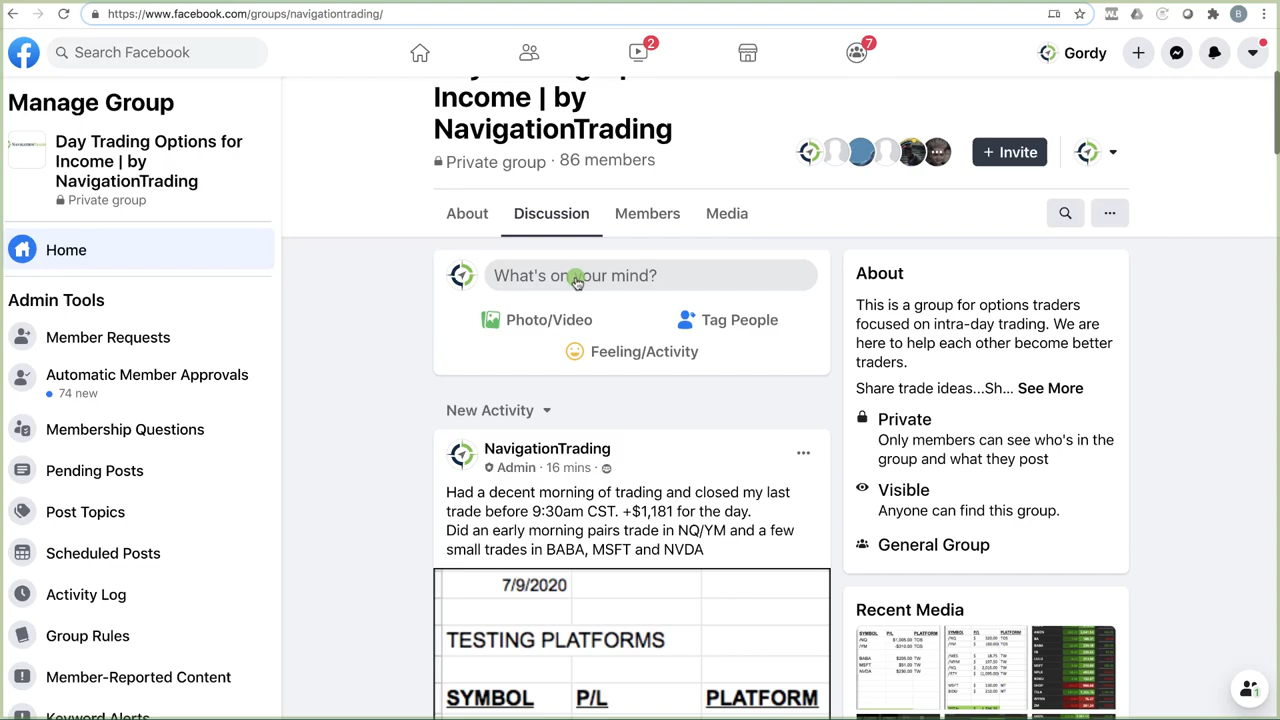 https://www.facebook.com/groups/navigationtrading/
B
Search Facebook
2
7
Gordy
Manage Group
Day Trading Options for
Income | by
NavigationTrading
Private group
Home
Admin Tools
Member Requests
Automatic Member Approvals
74 new
Membership Questions
Pending Posts
Post Topics
Scheduled Posts
Activity Log
Group Rules
Member-Reported Content
Keyword Alerts
Income | by
NavigationTrading
Private group · 86 members
+ Invite
About
Discussion
Members
Media
What's on your mind?
Photo/Video
Tag People
Feeling/Activity
New Activity
NavigationTrading
Admin · 16 mins ·
Had a decent morning of trading and closed my last
trade before 9:30am CST. +$1,181 for the day.
Did an early morning pairs trade in NQ/YM and a few
small trades in BABA, MSFT and NVDA
7/9/2020
TESTING PLATFORMS
SYMBOL P/L PLATFORM
About
This is a group for options traders
focused on intra-day trading. We are
here to help each other become better
traders.
Share trade ideas...Sh... See More
Private
Only members can see who's in the
group and what they post
Visible
Anyone can find this group.
General Group
Recent Media
1